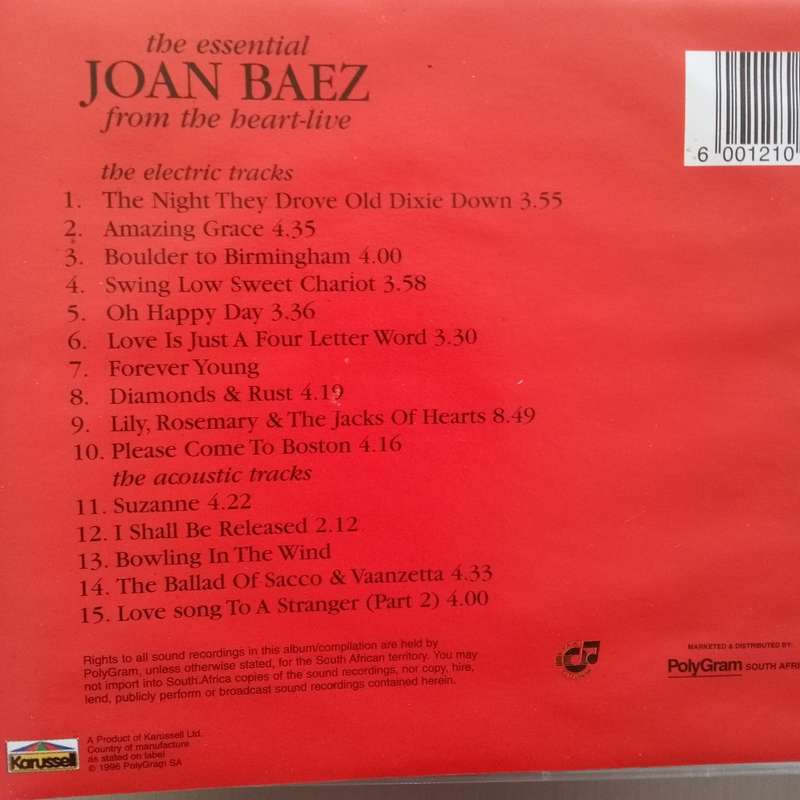 the essential
JOAN BAEZ
from the heart-live
6 001210
the electric tracks
1. The Night They Drove Old Dixie Down 3.55
2. Amazing Grace 4.35
3. Boulder to Birmingham 4.00
4. Swing Low Sweet Chariot 3.58
5. Oh Happy Day 3.36
6. Love Is Just A Four Letter Word 3.30
7. Forever Young
8. Diamonds & Rust 4.19
9. Lily, Rosemary & The Jacks Of Hearts 8.49
10. Please Come To Boston 4.16
the acoustic tracks
11. Suzanne 4.22
12. I Shall Be Released 2.12
13. Bowling In The Wind
14. The Ballad Of Sacco & Vaanzetta 4.33
15. Love song To A Stranger (Part 2) 4.00
Rights to all sound recordings in this album/compilation are held by
PolyGram, unless otherwise stated, for the South African territory. You may
not import into South.Africa copies of the sound recordings, nor copy, hire,
lend, publicly perform or broadcast sound recordings contained herein.
MARKETED & DISTRIBUTED BY:
PolyGram SOUTH AFRI
Karussell
A Product of Karussell Ltd.
Country of manufacture
as stated on label
© 1996 PolyGram SA